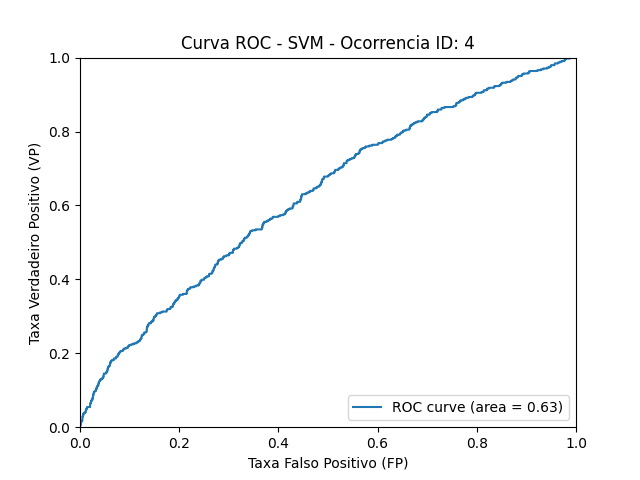 Curva ROC - SVM - Ocorrencia ID: 4
Taxa Verdadeiro Positivo (VP)
1.0
0.8
0.6
0.4
0.2
0.0
ROC curve (area = 0.63)
0.0 0.2 0.4 0.6 0.8 1.0
Taxa Falso Positivo (FP)